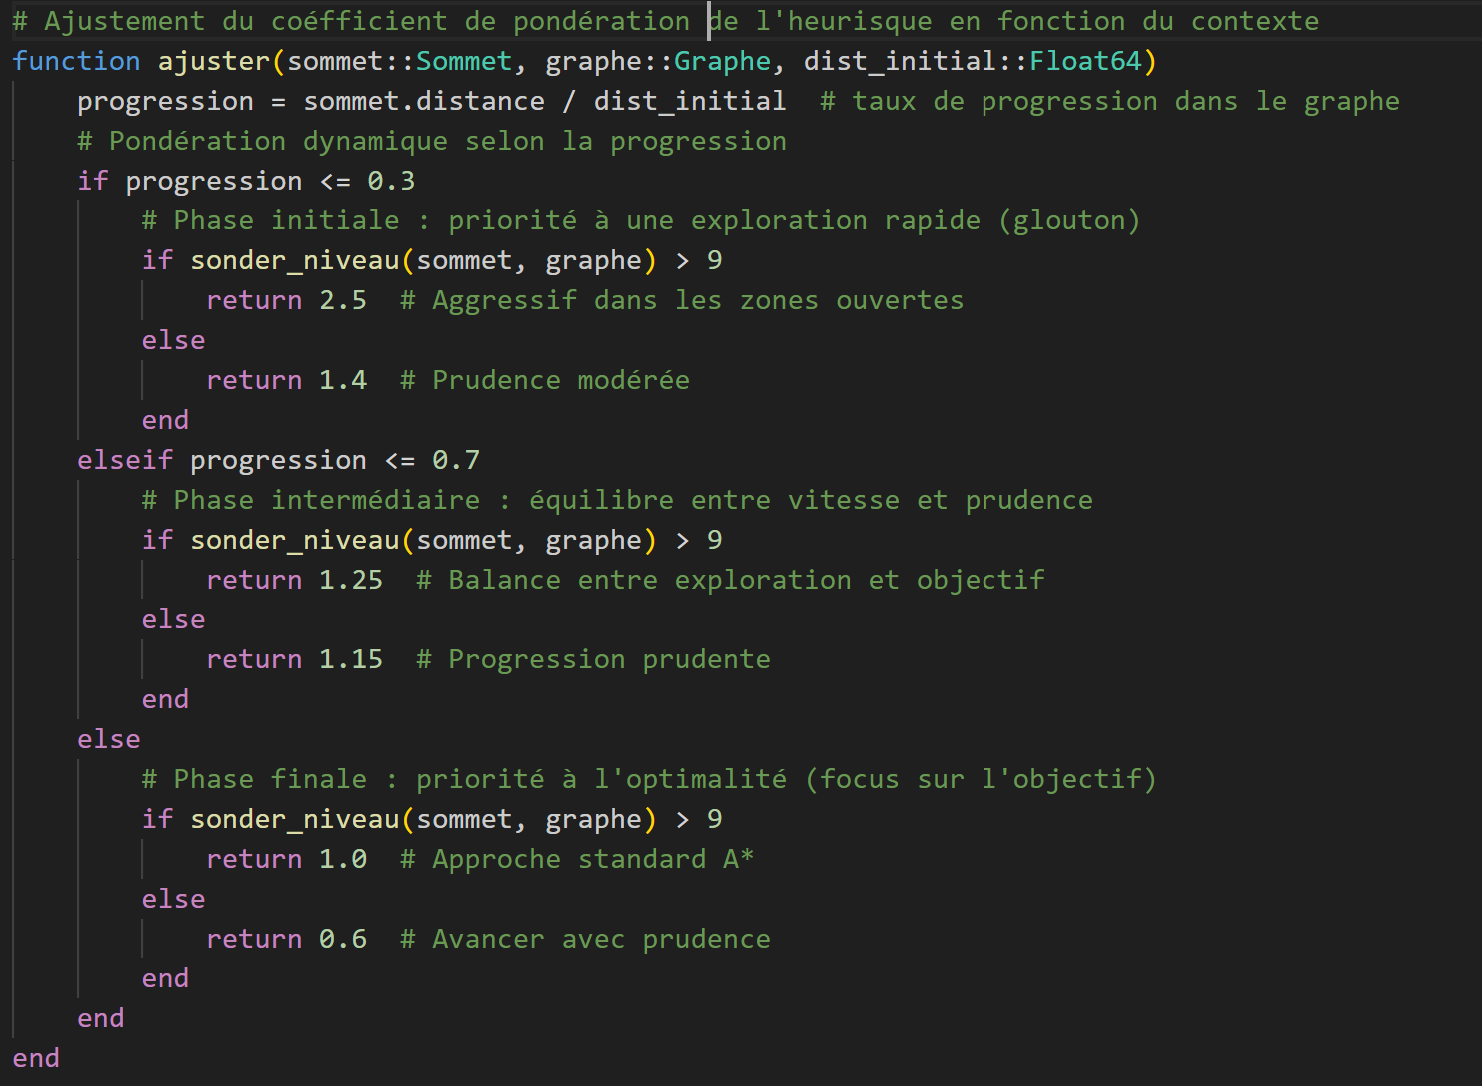 # Ajustement du coéfficient de pondération de l'heurisque en fonction du contexte
function ajuster(sommet::Sommet, graphe::Graphe, dist_initial::Float64)
    progression = sommet.distance / dist_initial  # taux de progression dans le graphe
    # Pondération dynamique selon la progression
    if progression <= 0.3
        # Phase initiale : priorité à une exploration rapide (glouton)
        if sonder_niveau(sommet, graphe) > 9
            return 2.5  # Aggressif dans les zones ouvertes
        else
            return 1.4  # Prudence modérée
        end
    elseif progression <= 0.7
        # Phase intermédiaire : équilibre entre vitesse et prudence
        if sonder_niveau(sommet, graphe) > 9
            return 1.25  # Balance entre exploration et objectif
        else
            return 1.15  # Progression prudente
        end
    else
        # Phase finale : priorité à l'optimalité (focus sur l'objectif)
        if sonder_niveau(sommet, graphe) > 9
            return 1.0  # Approche standard A*
        else
            return 0.6  # Avancer avec prudence
        end
    end
end